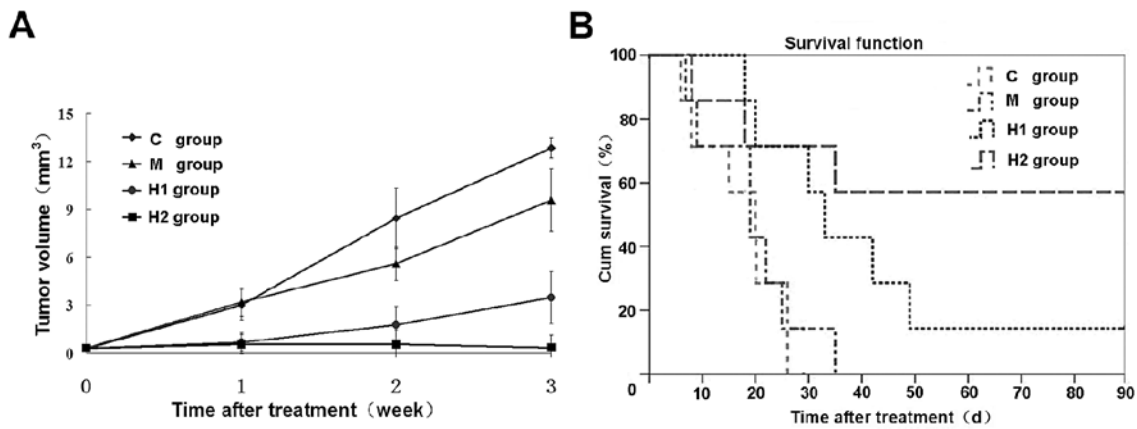 A
Tumor volume（mm³）
15
12
9
6
3
0
C group
M group
H1 group
H2 group
0 1 2 3
Time after treatment（week）
B
Survival function
Cum survival（%）
100
80
60
40
20
0
C group
M group
H1 group
H2 group
10 20 30 40 50 60 70 80 90
Time after treatment（d）